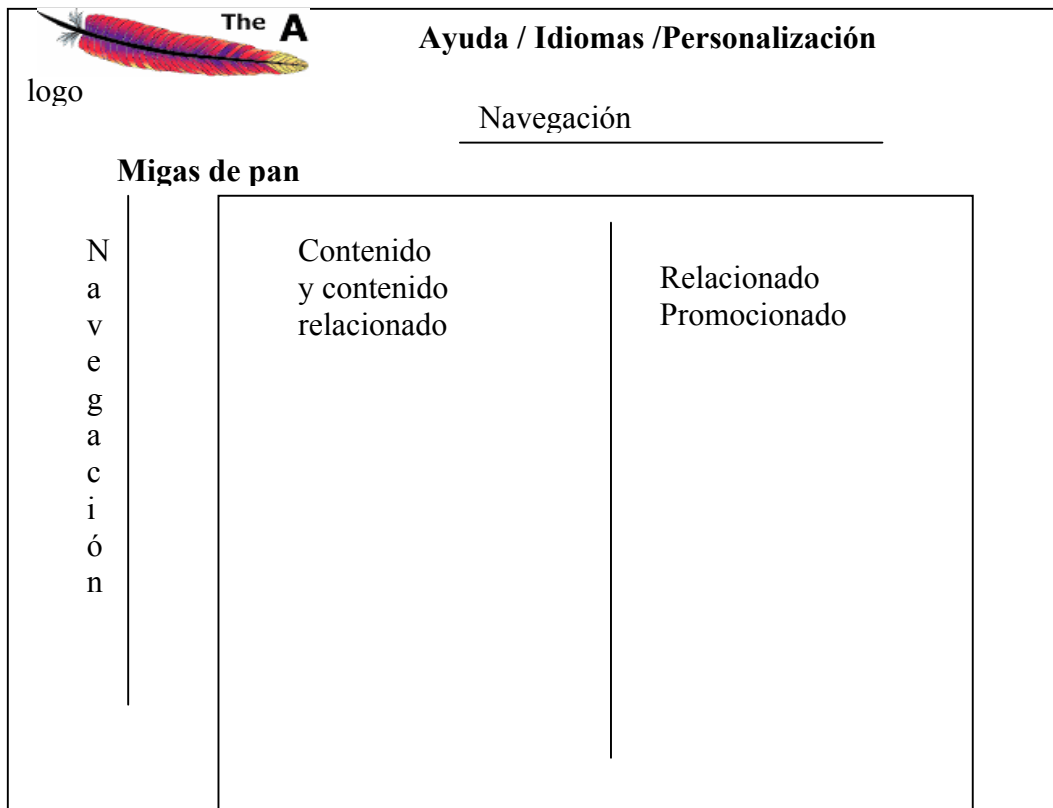 The A
Ayuda / Idiomas /Personalización
logo
Navegación
Migas de pan
N
a
v
e
g
a
c
i
ó
n
Contenido
y contenido
relacionado
Relacionado
Promocionado